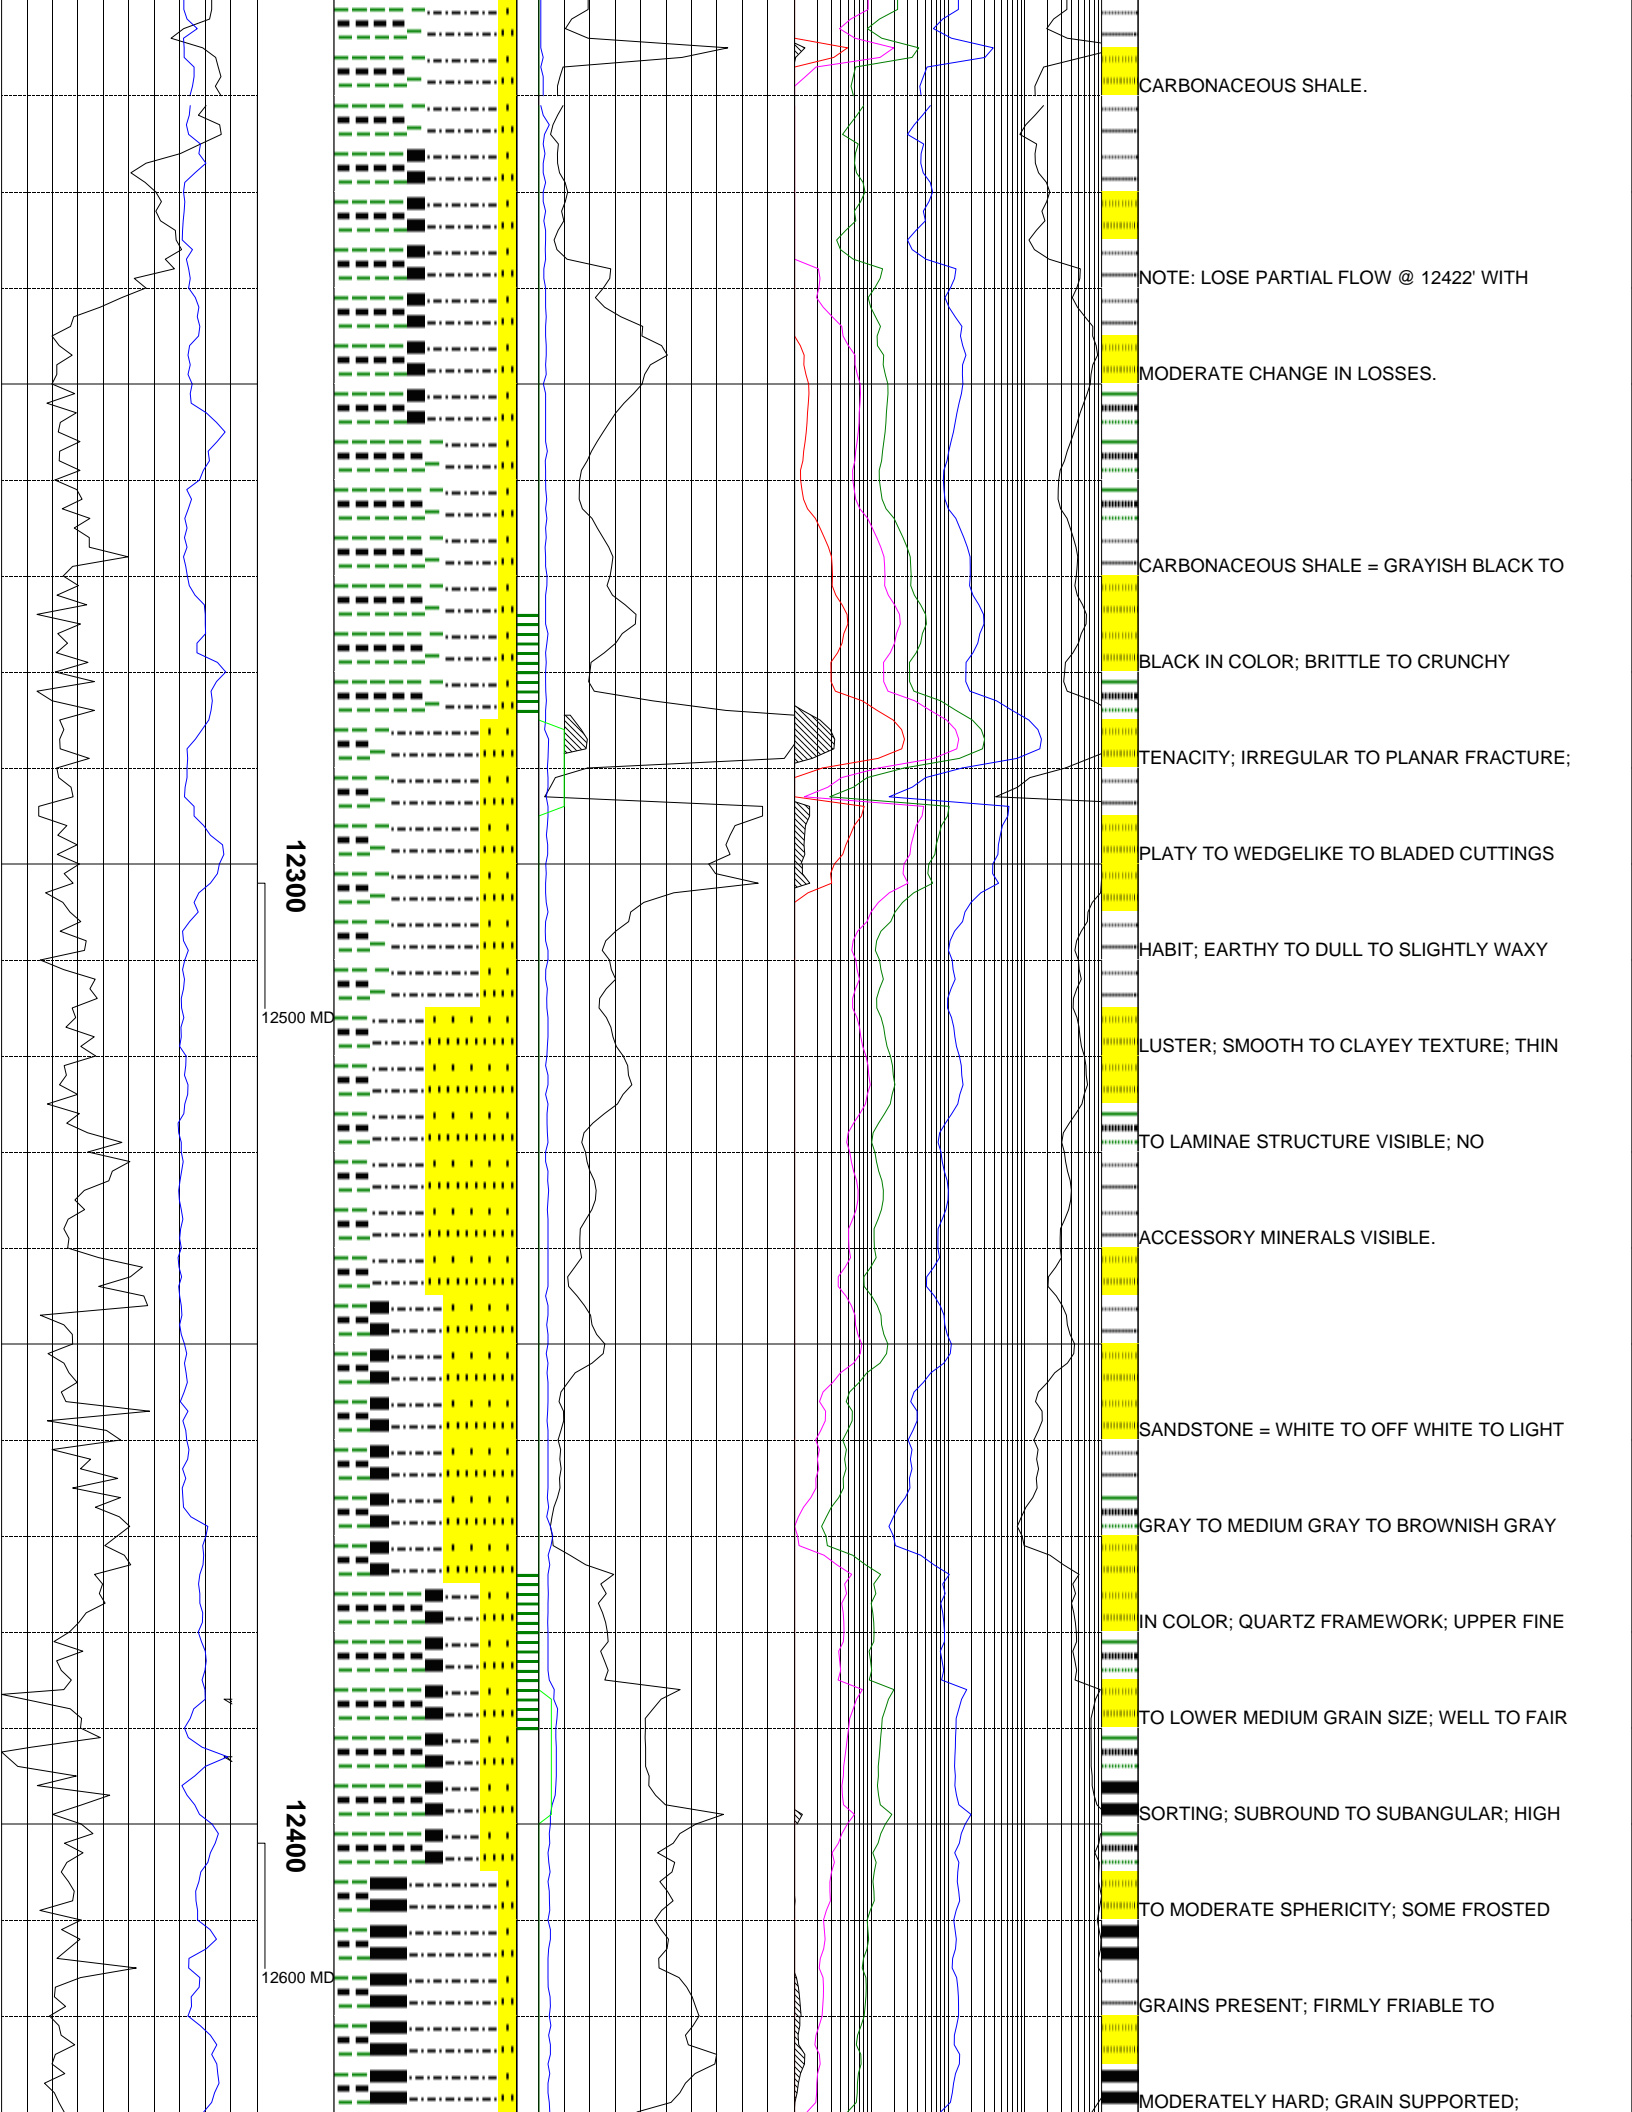 CARBONACEOUS SHALE.
NOTE: LOSE PARTIAL FLOW @ 12422' WITH
MODERATE CHANGE IN LOSSES.
CARBONACEOUS SHALE = GRAYISH BLACK TO
BLACK IN COLOR; BRITTLE TO CRUNCHY
TENACITY; IRREGULAR TO PLANAR FRACTURE;
12300
PLATY TO WEDGELIKE TO BLADED CUTTINGS
HABIT; EARTHY TO DULL TO SLIGHTLY WAXY
12500 MD
LUSTER; SMOOTH TO CLAYEY TEXTURE; THIN
TO LAMINAE STRUCTURE VISIBLE; NO
ACCESSORY MINERALS VISIBLE.
SANDSTONE = WHITE TO OFF WHITE TO LIGHT
GRAY TO MEDIUM GRAY TO BROWNISH GRAY
IN COLOR; QUARTZ FRAMEWORK; UPPER FINE
TO LOWER MEDIUM GRAIN SIZE; WELL TO FAIR
12400
SORTING; SUBROUND TO SUBANGULAR; HIGH
TO MODERATE SPHERICITY; SOME FROSTED
12600 MD
GRAINS PRESENT; FIRMLY FRIABLE TO
MODERATELY HARD; GRAIN SUPPORTED;